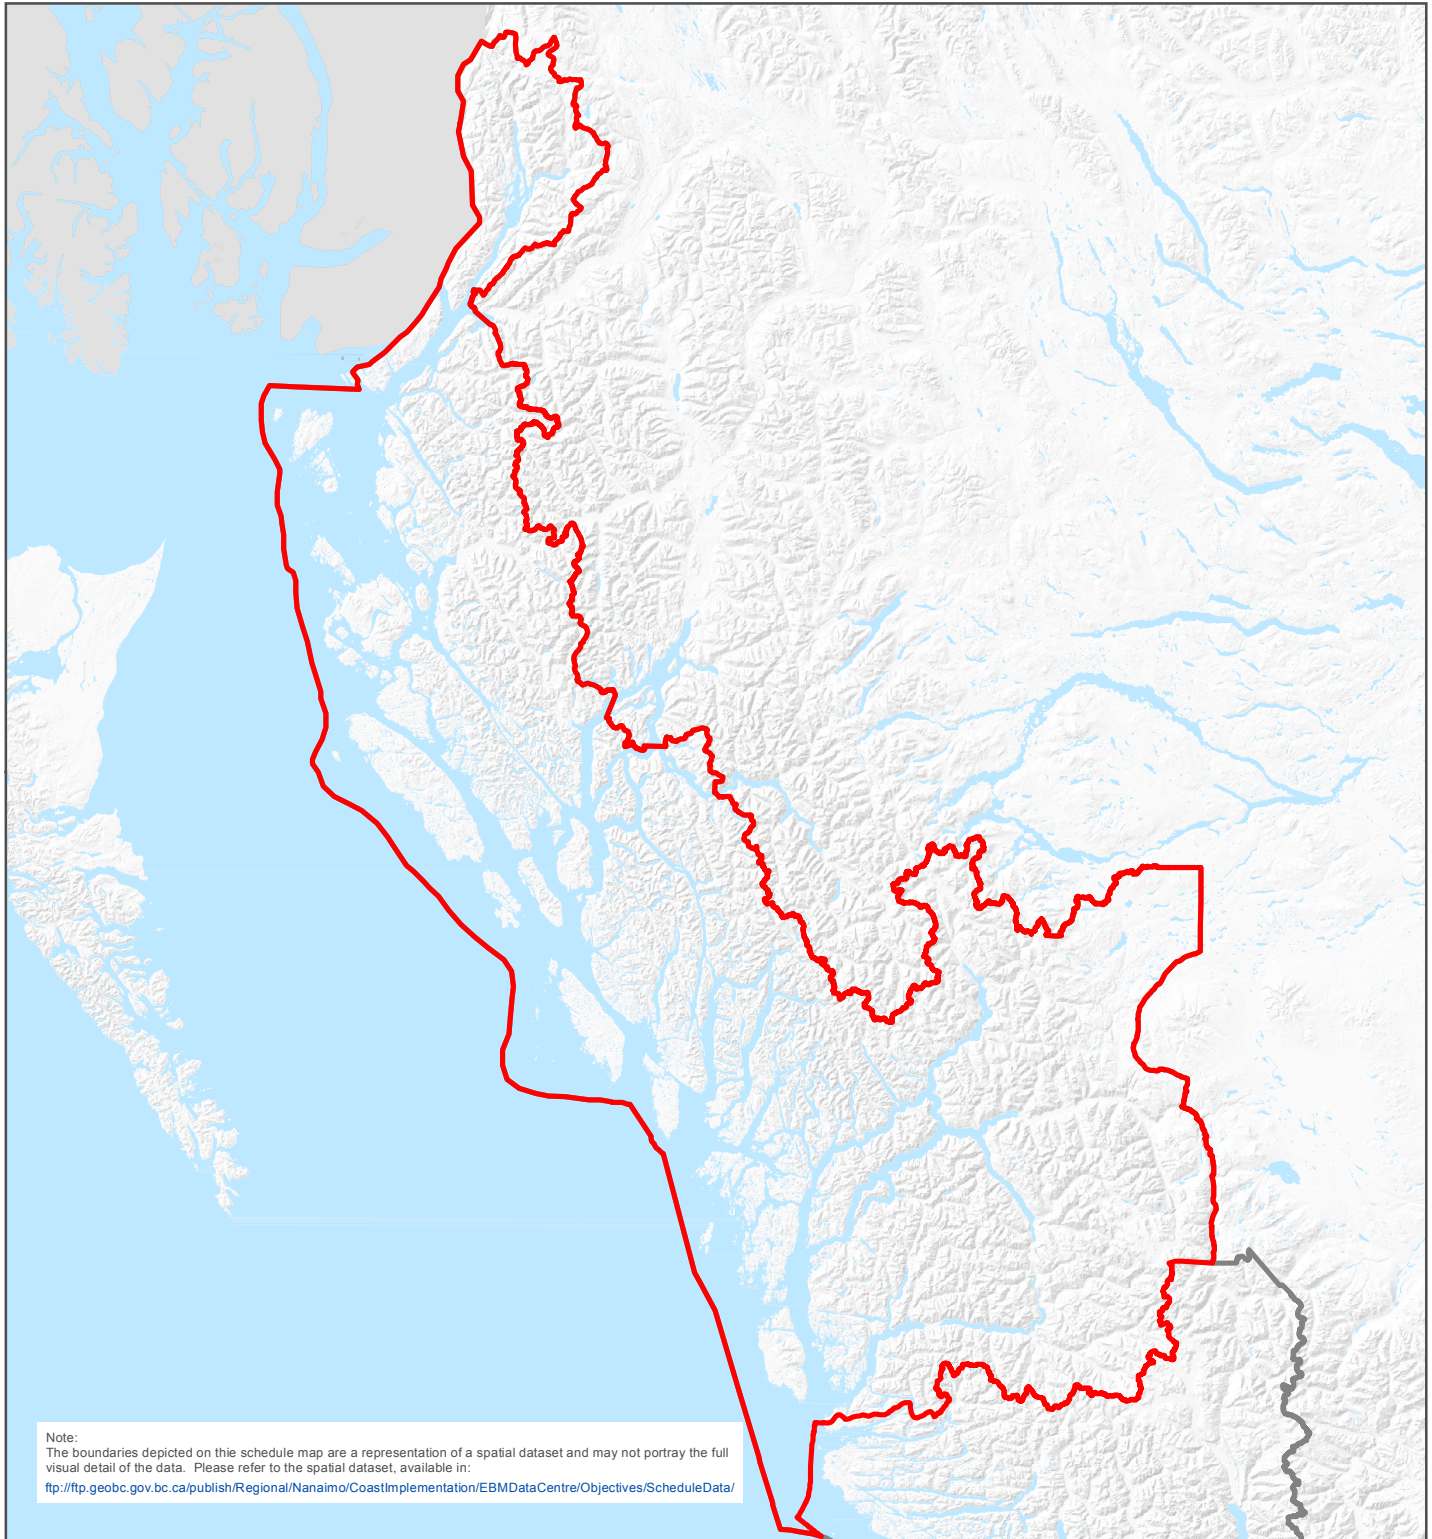 Note:
The boundaries depicted on thie schedule map are a representation of a spatial dataset and may not portray the full
visual detail of the data.  Please refer to the spatial dataset, available in:
ftp://ftp.geobc.gov.bc.ca/publish/Regional/Nanaimo/CoastImplementation/EBMDataCentre/Objectives/ScheduleData/